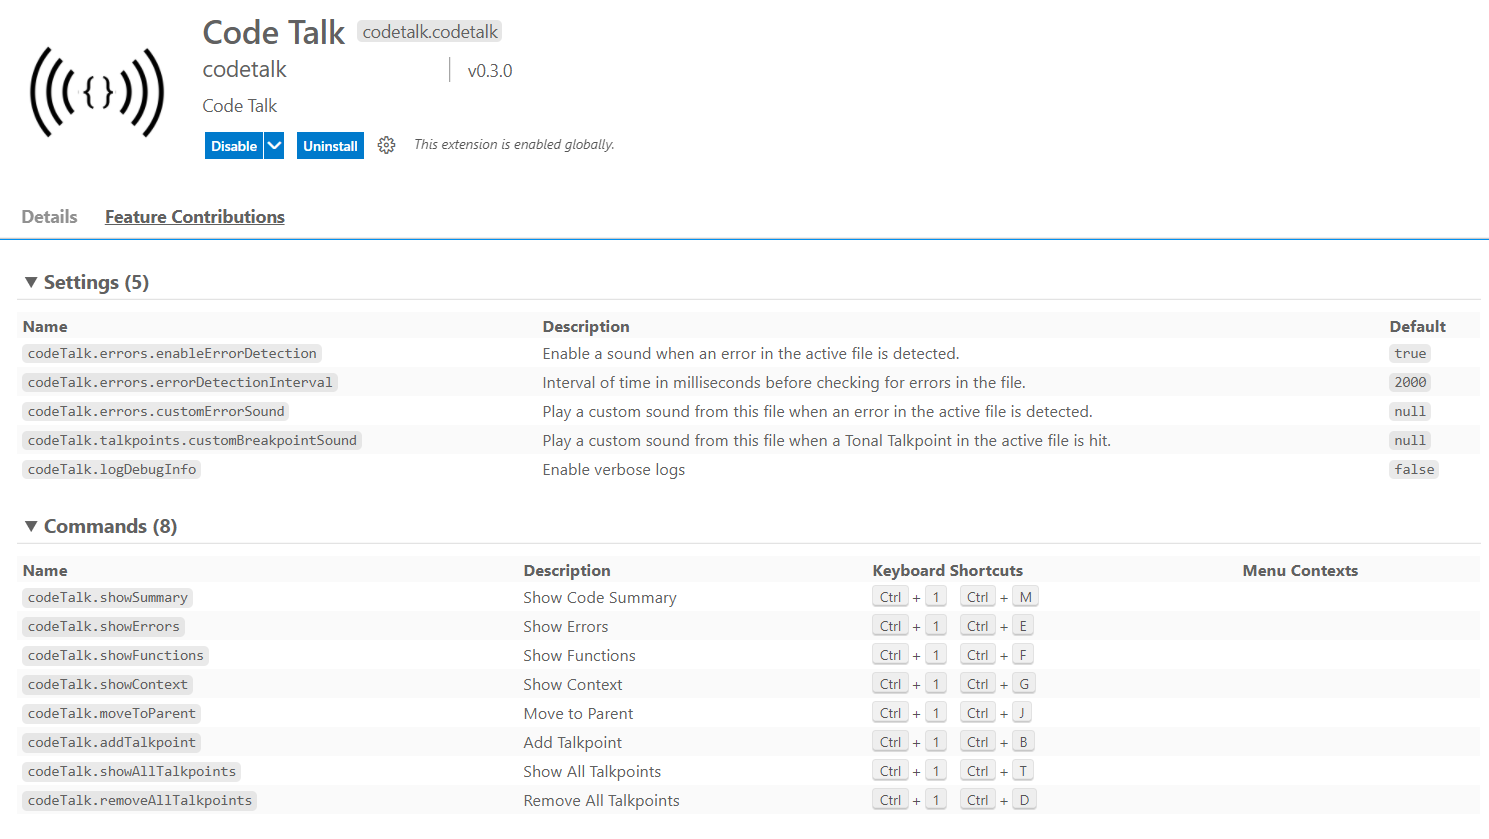 Code Talk codetalk.codetalk
codetalk | v0.3.0
Code Talk
Disable Uninstall This extension is enabled globally.
Details Feature Contributions
▼ Settings (5)
Name Description Default
codeTalk.errors.enableErrorDetection Enable a sound when an error in the active file is detected. true
codeTalk.errors.errorDetectionInterval Interval of time in milliseconds before checking for errors in the file. 2000
codeTalk.errors.customErrorSound Play a custom sound from this file when an error in the active file is detected. null
codeTalk.talkpoints.customBreakpointSound Play a custom sound from this file when a Tonal Talkpoint in the active file is hit. null
codeTalk.logDebugInfo Enable verbose logs false
▼ Commands (8)
Name Description Keyboard Shortcuts Menu Contexts
codeTalk.showSummary Show Code Summary Ctrl + 1 Ctrl + M
codeTalk.showErrors Show Errors Ctrl + 1 Ctrl + E
codeTalk.showFunctions Show Functions Ctrl + 1 Ctrl + F
codeTalk.showContext Show Context Ctrl + 1 Ctrl + G
codeTalk.moveToParent Move to Parent Ctrl + 1 Ctrl + J
codeTalk.addTalkpoint Add Talkpoint Ctrl + 1 Ctrl + B
codeTalk.showAllTalkpoints Show All Talkpoints Ctrl + 1 Ctrl + T
codeTalk.removeAllTalkpoints Remove All Talkpoints Ctrl + 1 Ctrl + D